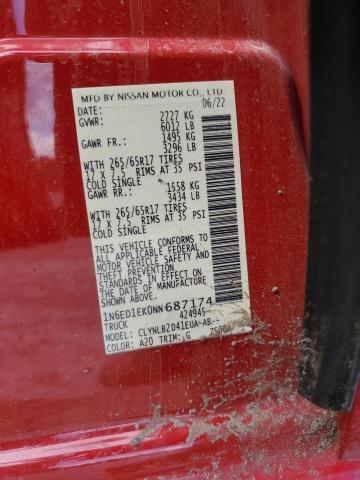 MFD BY NISSAN MOTOR CO., LTD.
DATE: 06/22
GVWR: 2727 KG
6012 LB
GAWR FR.: 1495 KG
3296 LB
WITH 265/65R17 TIRES
17 X 7.5 RIMS AT 35 PSI
COLD SINGLE
GAWR RR.: 1558 KG
3434 LB
WITH 265/65R17 TIRES
17 X 7.5 RIMS AT 35 PSI
COLD SINGLE
THIS VEHICLE CONFORMS TO
ALL APPLICABLE FEDERAL
MOTOR VEHICLE SAFETY AND
THEFT PREVENTION
STANDARDS IN EFFECT ON
THE DATE OF MANUFACTURE
SHOWN ABOVE.
1N6ED1EK0NN687174
TRUCK 424945
MODEL: CLYNLBZD41EUA-AB--
COLOR: A20 TRIM: G